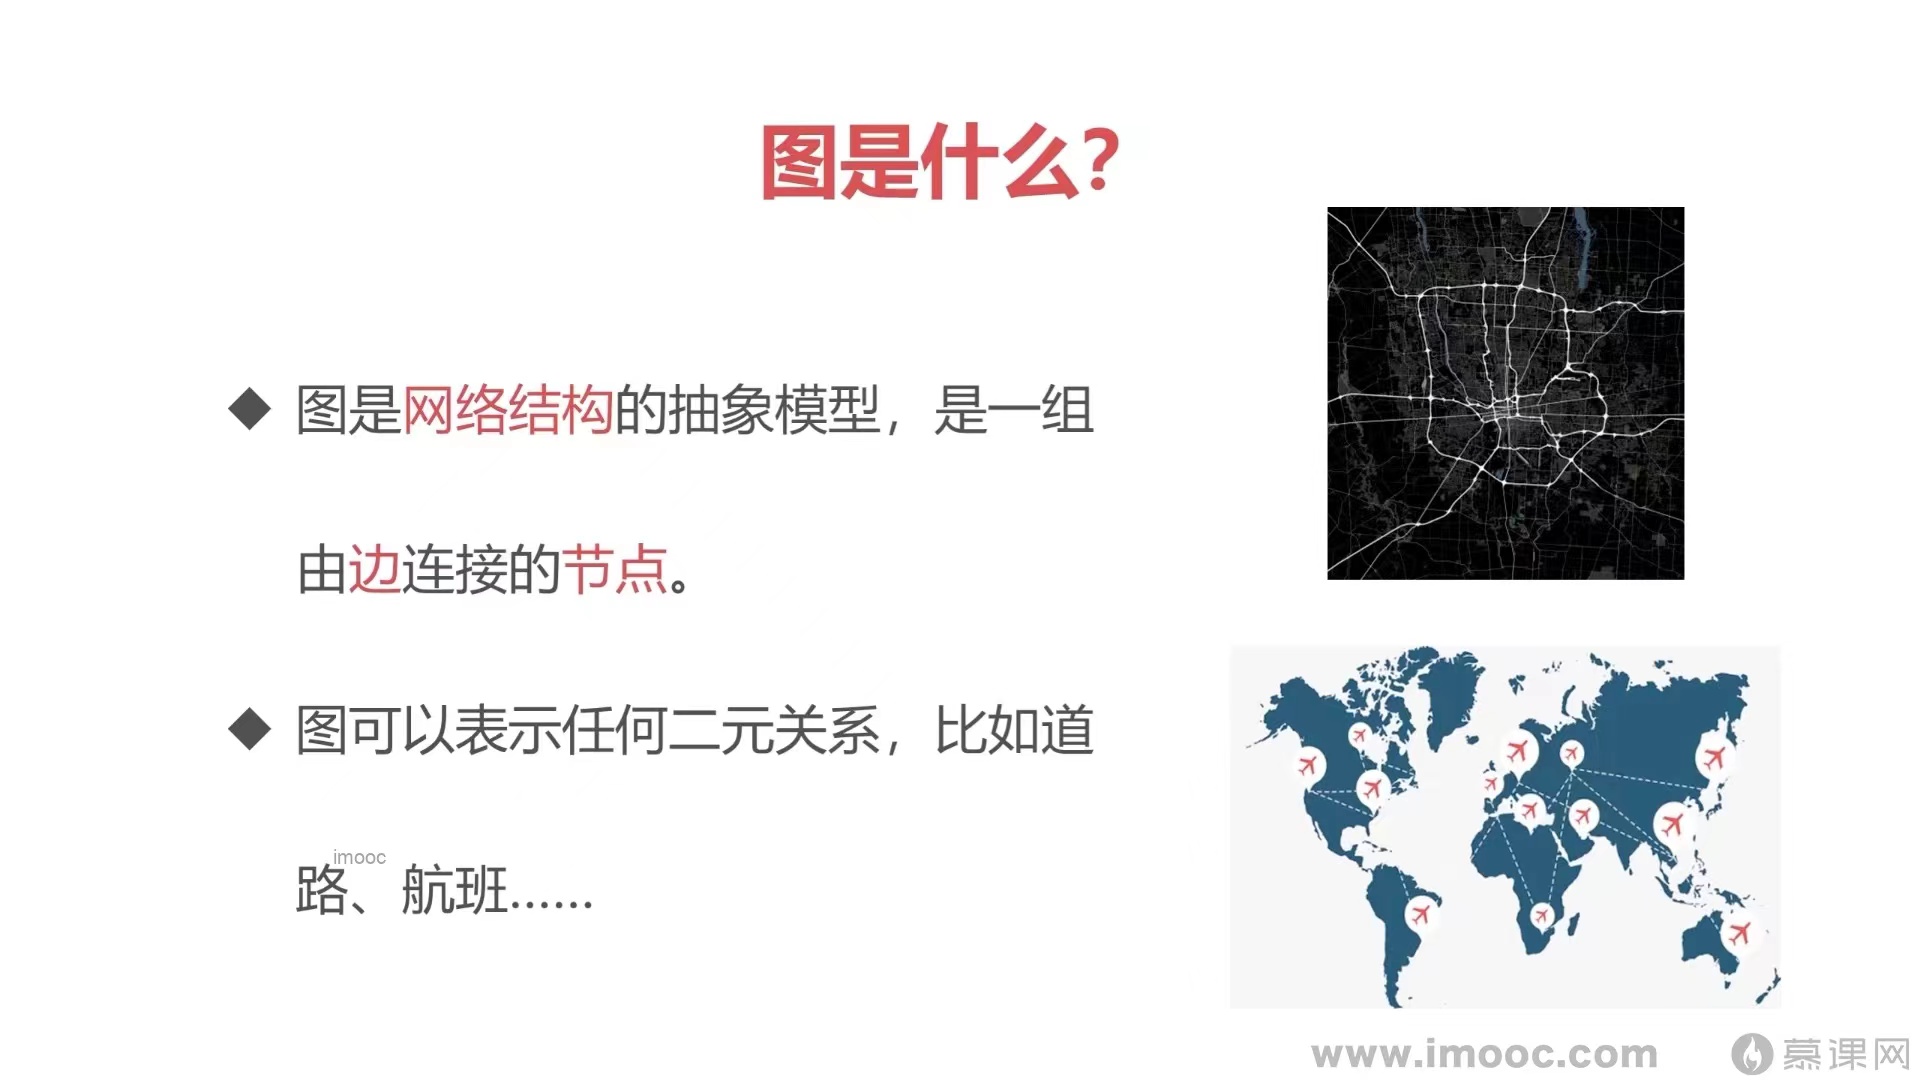 图是什么？
◆ 图是网络结构的抽象模型，是一组
由边连接的节点。
◆ 图可以表示任何二元关系，比如道
imooc
路、航班……
www.imooc.com 慕课网